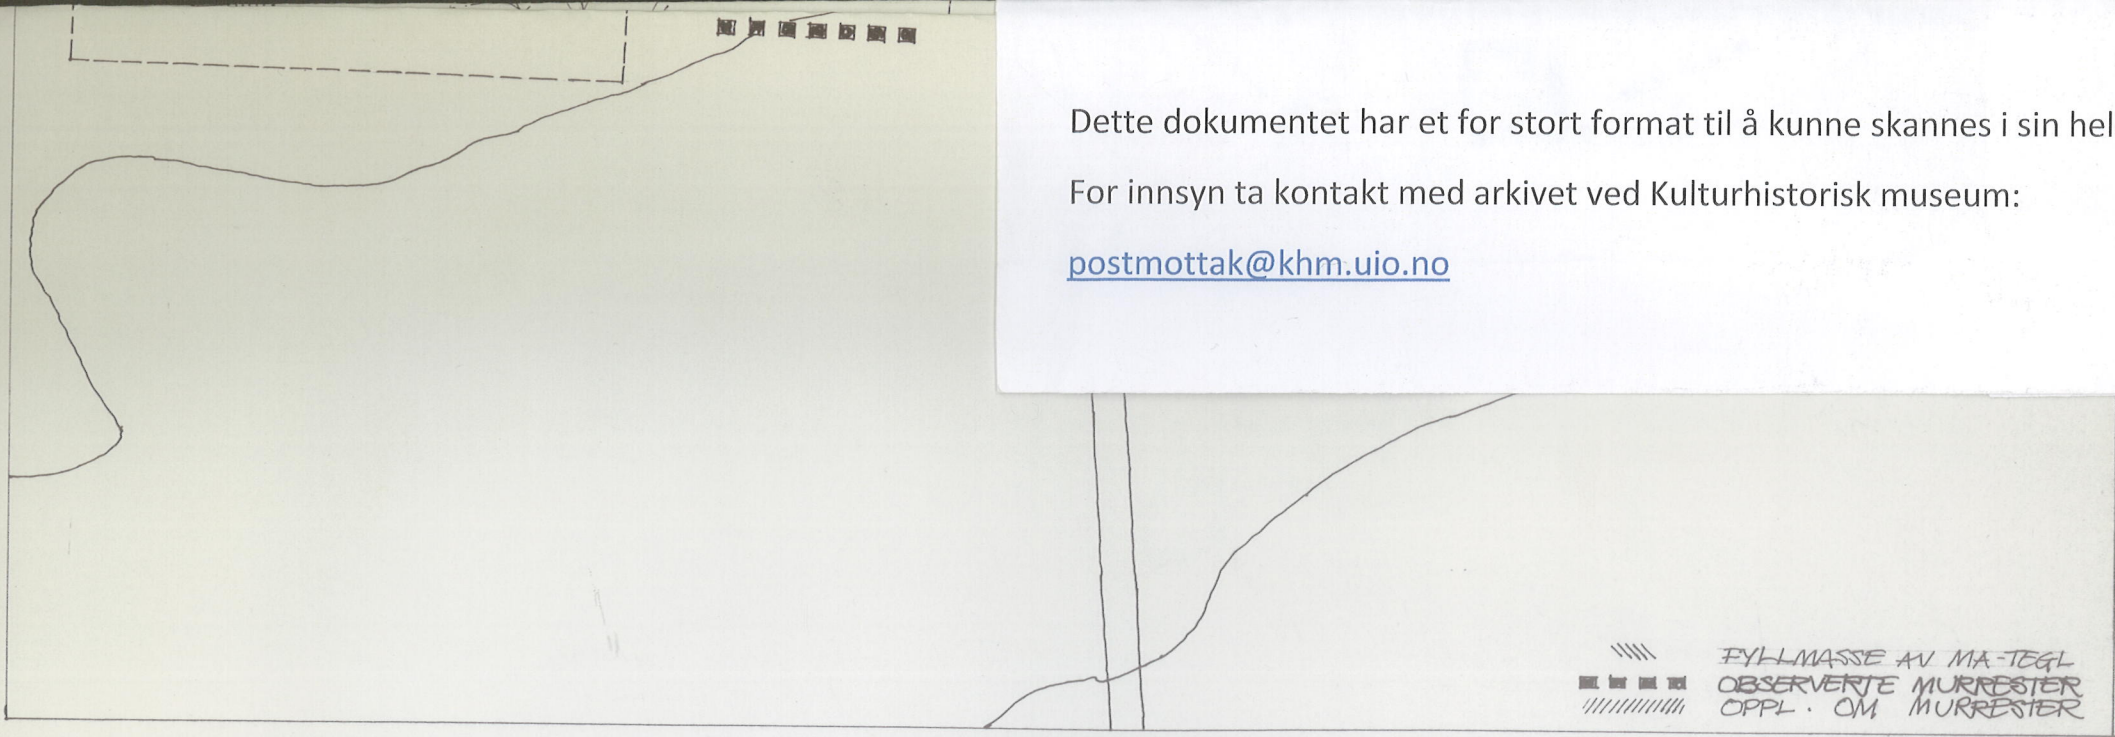 Dette dokumentet har et for stort format til å kunne skannes i sin hel
For innsyn ta kontakt med arkivet ved Kulturhistorisk museum:
postmottak@khm.uio.no
FYLLMASSE AV MA-TEGL
OBSERVERTE MURRESTER
OPPL. OM MURRESTER